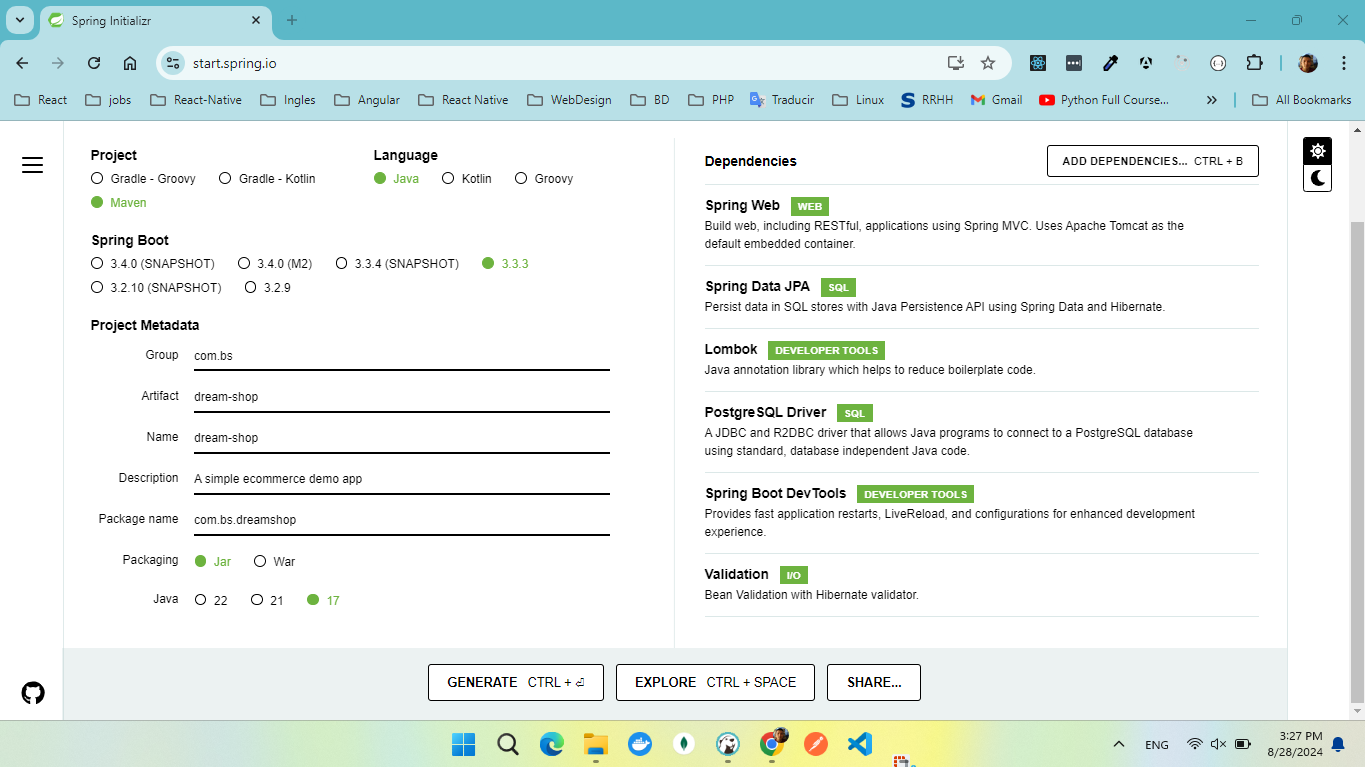 Spring Initializr
start.spring.io
React
jobs
React-Native
Ingles
Angular
React Native
WebDesign
BD
PHP
Traducir
Linux
RRHH
Gmail
Python Full Course...
All Bookmarks
Project
Gradle - Groovy
Gradle - Kotlin
Maven
Language
Java
Kotlin
Groovy
Spring Boot
3.4.0 (SNAPSHOT)
3.4.0 (M2)
3.3.4 (SNAPSHOT)
3.3.3
3.2.10 (SNAPSHOT)
3.2.9
Project Metadata
Group
com.bs
Artifact
dream-shop
Name
dream-shop
Description
A simple ecommerce demo app
Package name
com.bs.dreamshop
Packaging
Jar
War
Java
22
21
17
Dependencies
ADD DEPENDENCIES... CTRL + B
Spring Web WEB
Build web, including RESTful, applications using Spring MVC. Uses Apache Tomcat as the
default embedded container.
Spring Data JPA SQL
Persist data in SQL stores with Java Persistence API using Spring Data and Hibernate.
Lombok DEVELOPER TOOLS
Java annotation library which helps to reduce boilerplate code.
PostgreSQL Driver SQL
A JDBC and R2DBC driver that allows Java programs to connect to a PostgreSQL database
using standard, database independent Java code.
Spring Boot DevTools DEVELOPER TOOLS
Provides fast application restarts, LiveReload, and configurations for enhanced development
experience.
Validation I/O
Bean Validation with Hibernate validator.
GENERATE CTRL + ⏎
EXPLORE CTRL + SPACE
SHARE...
ENG
3:27 PM
8/28/2024